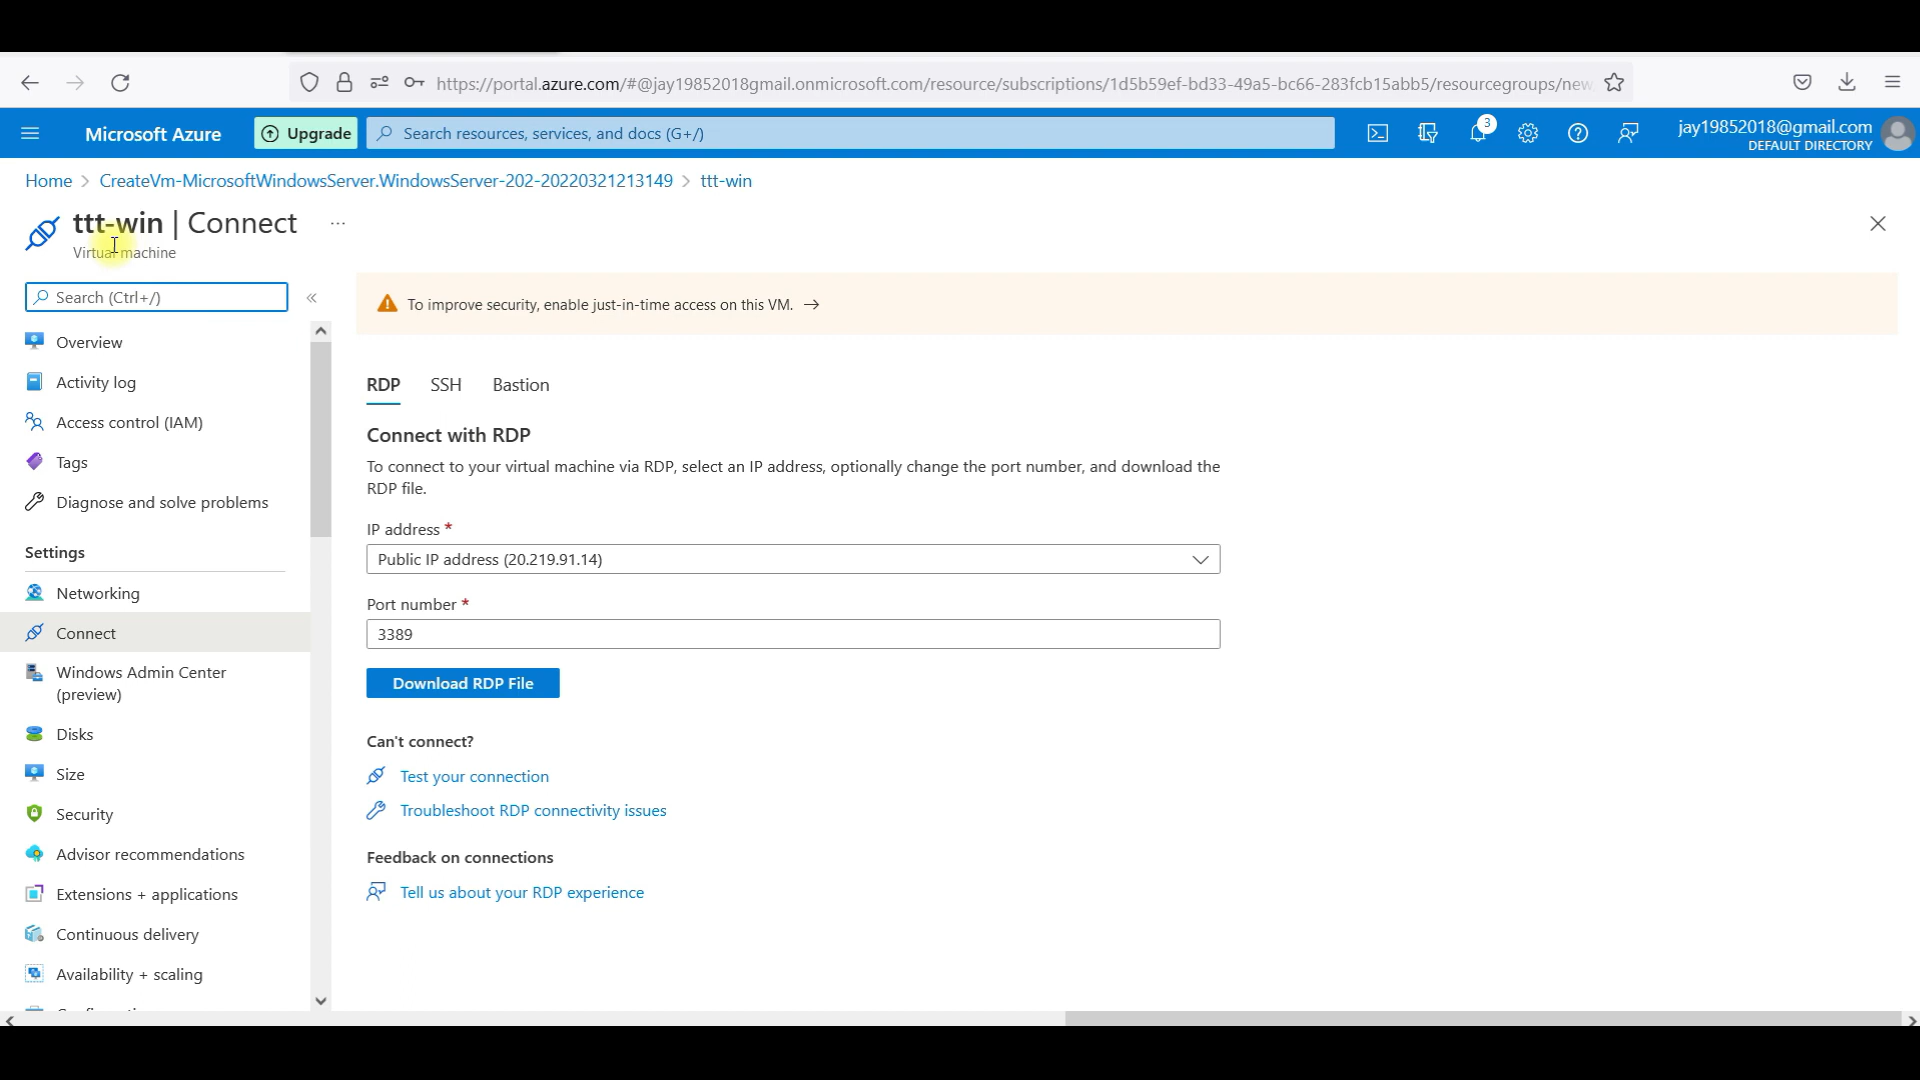 https://portal.azure.com/#@jay19852018gmail.onmicrosoft.com/resource/subscriptions/1d5b59ef-bd33-49a5-bc66-283fcb15abb5/resourcegroups/new
Microsoft Azure
Upgrade
Search resources, services, and docs (G+/)
3
jay19852018@gmail.com
DEFAULT DIRECTORY
Home > CreateVm-MicrosoftWindowsServer.WindowsServer-202-20220321213149 > ttt-win
ttt-win | Connect ...
Virtual machine
Search (Ctrl+/)
Overview
Activity log
Access control (IAM)
Tags
Diagnose and solve problems
Settings
Networking
Connect
Windows Admin Center
(preview)
Disks
Size
Security
Advisor recommendations
Extensions + applications
Continuous delivery
Availability + scaling
To improve security, enable just-in-time access on this VM. →
RDP SSH Bastion
Connect with RDP
To connect to your virtual machine via RDP, select an IP address, optionally change the port number, and download the
RDP file.
IP address *
Public IP address (20.219.91.14)
Port number *
3389
Download RDP File
Can't connect?
Test your connection
Troubleshoot RDP connectivity issues
Feedback on connections
Tell us about your RDP experience